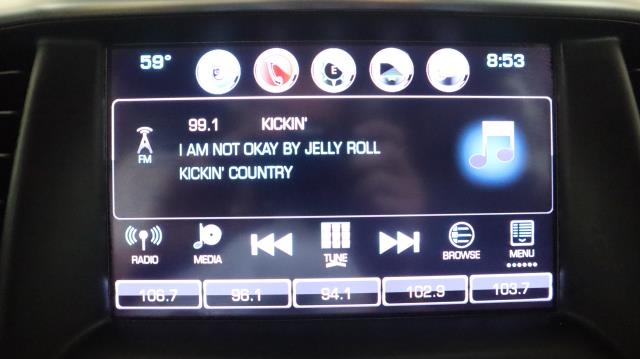 59° 8:53
99.1 KICKIN'
FM
I AM NOT OKAY BY JELLY ROLL
KICKIN' COUNTRY
RADIO MEDIA TUNE BROWSE MENU
106.7 96.1 94.1 102.9 103.7